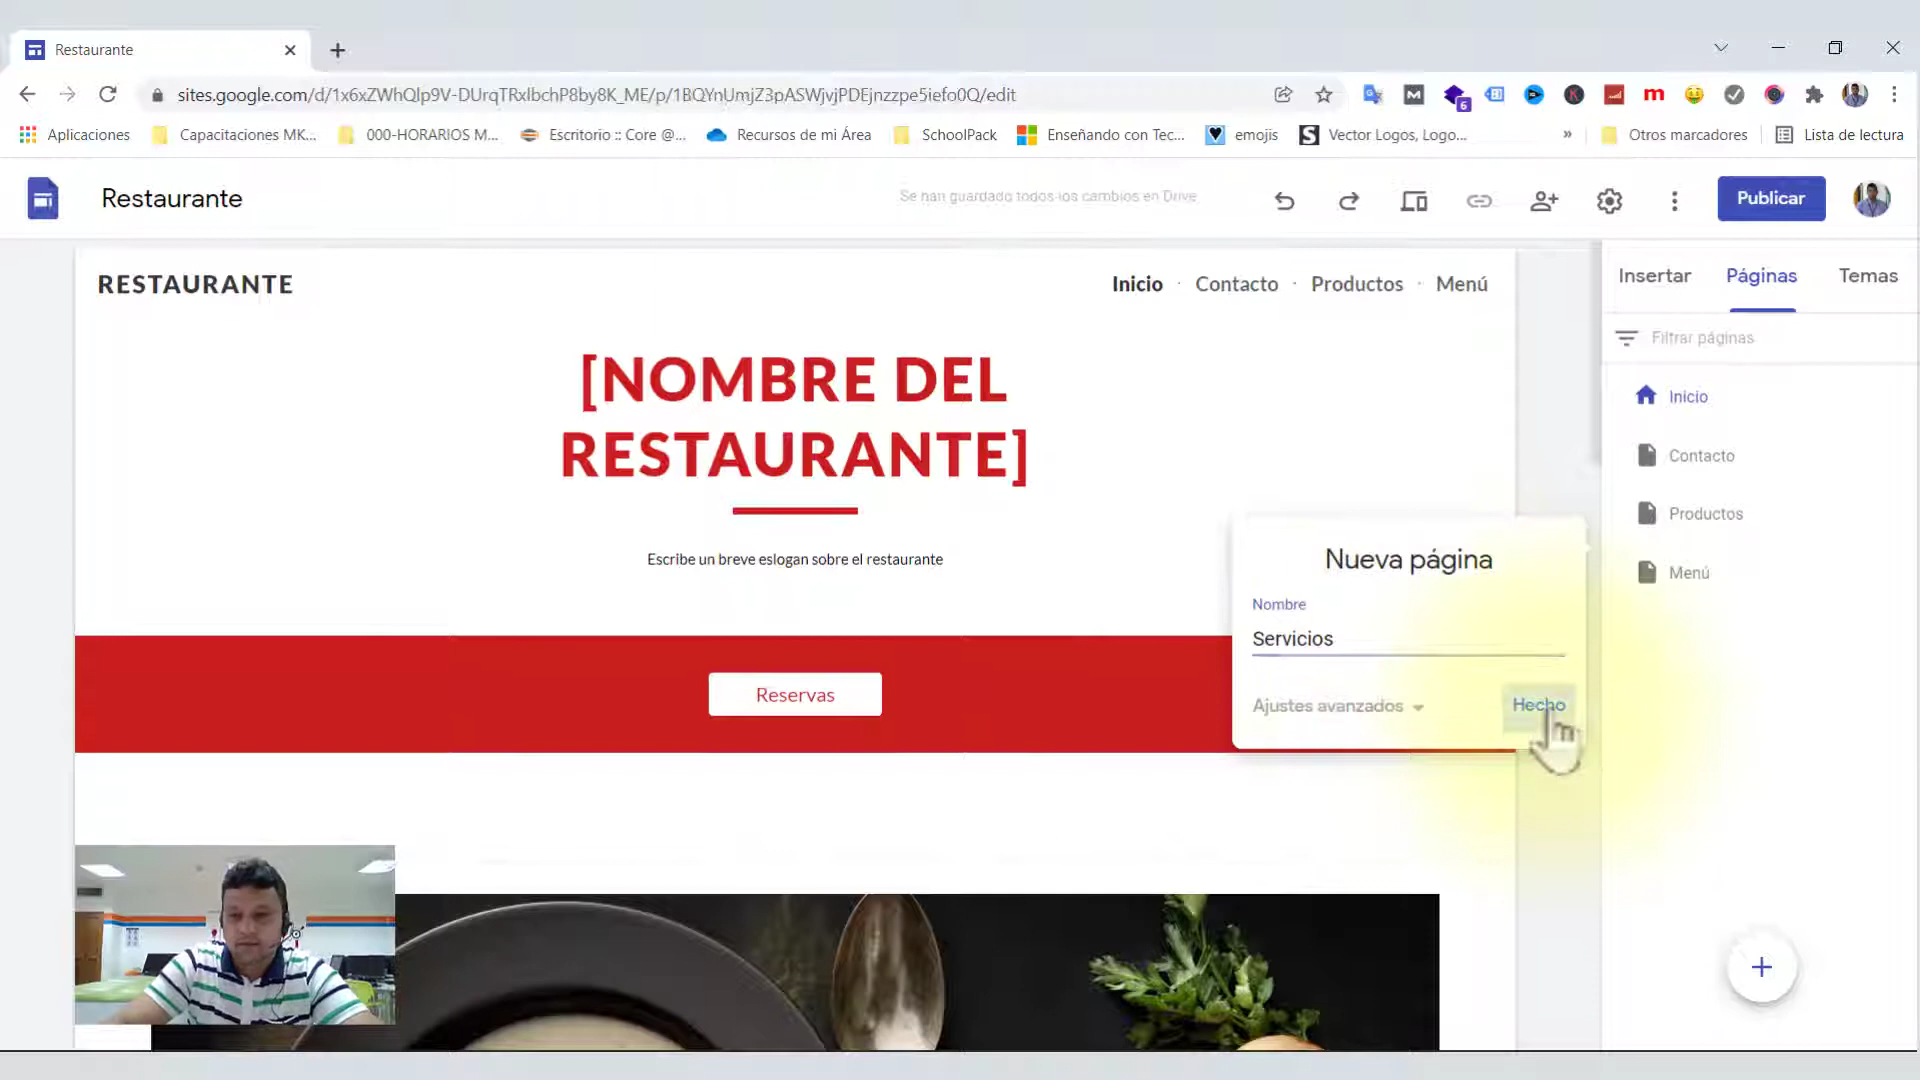 Restaurante
sites.google.com/d/1x6xZWhQlp9V-DUrqTRxlbchP8by8K_ME/p/1BQYnUmjZ3pASWjvjPDEjnzzpe5iefo0Q/edit
6
Aplicaciones
Capacitaciones MK...
000-HORARIOS M...
Escritorio :: Core @...
Recursos de mi Área
SchoolPack
Enseñando con Tec...
emojis
Vector Logos, Logo...
»
Otros marcadores
Lista de lectura
Restaurante
Se han guardado todos los cambios en Drive
Publicar
RESTAURANTE
Inicio · Contacto · Productos · Menú
[NOMBRE DEL
RESTAURANTE]
Escribe un breve eslogan sobre el restaurante
Reservas
Nueva página
Nombre
Servicios
Ajustes avanzados
Hecho
Insertar
Páginas
Temas
Filtrar páginas
Inicio
Contacto
Productos
Menú